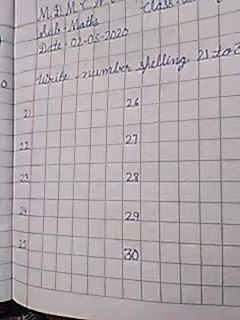 M.D.M.
Class
Sub- Maths
Date- 02-05-2020
Write number spelling 21 to
21 26
22 27
23 28
24 29
25 30